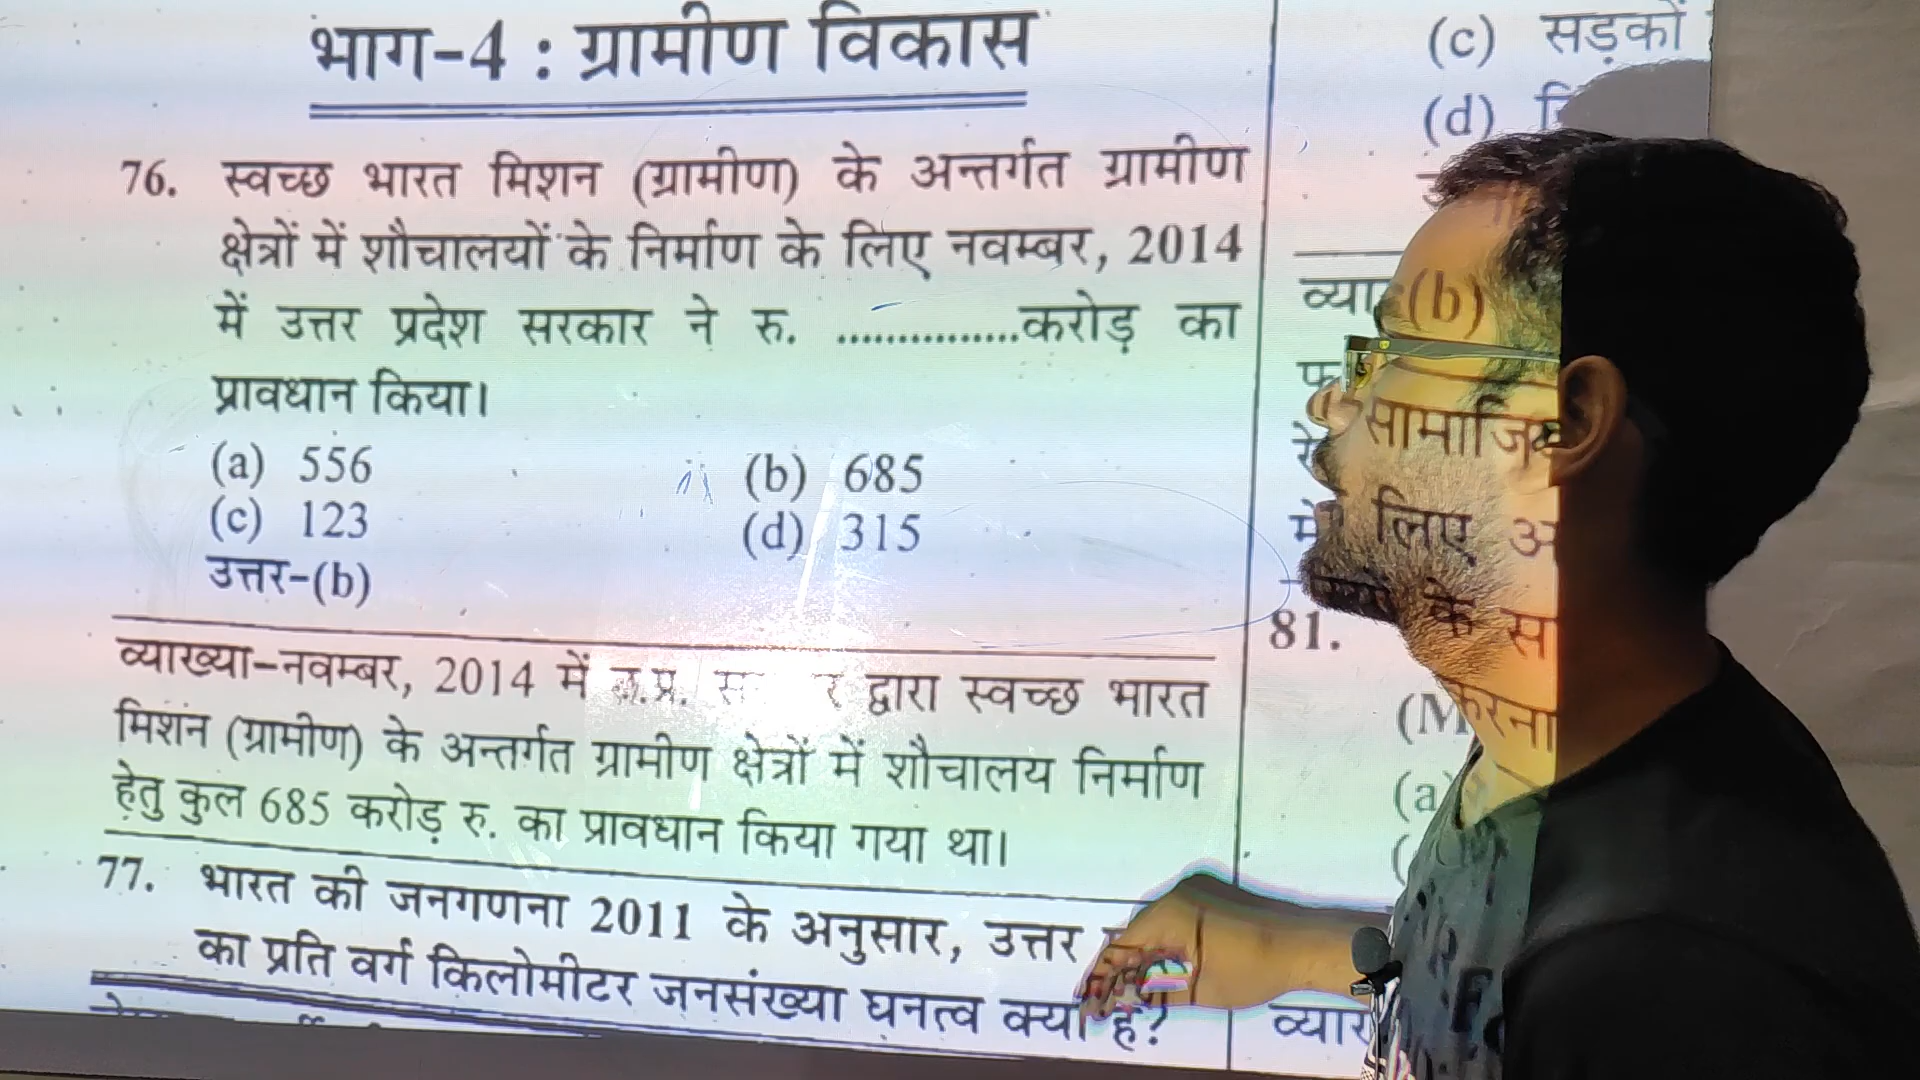 भाग-4 : ग्रामीण विकास
76. स्वच्छ भारत मिशन (ग्रामीण) के अन्तर्गत ग्रामीण
क्षेत्रों में शौचालयों के निर्माण के लिए नवम्बर, 2014
में उत्तर प्रदेश सरकार ने रु. ...............करोड़ का
प्रावधान किया।
(a) 556 (b) 685
(c) 123 (d) 315
उत्तर-(b)
व्याख्या-नवम्बर, 2014 में द्वारा स्वच्छ भारत
मिशन (ग्रामीण) के अन्तर्गत ग्रामीण क्षेत्रों में शौचालय निर्माण
हेतु कुल 685 करोड़ रु. का प्रावधान किया गया था।
77. भारत की जनगणना 2011 के अनुसार, उत्तर
का प्रति वर्ग किलोमीटर जनसंख्या घनत्व क्या है?
(c) सड़कों
(d)
(b)
सामाजिक
लिए
के
81.
करना
(a)